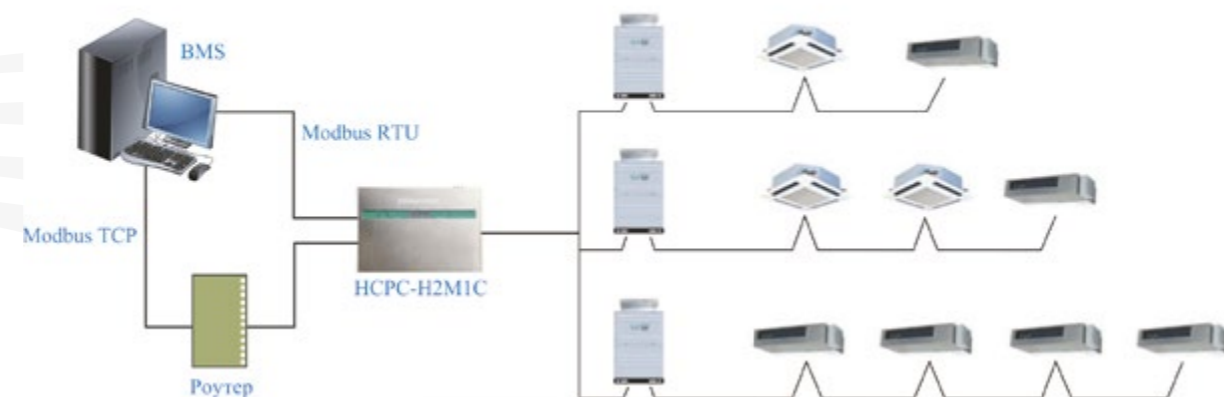 BMS
Modbus RTU
Modbus TCP
HCPC-H2M1C
Роутер